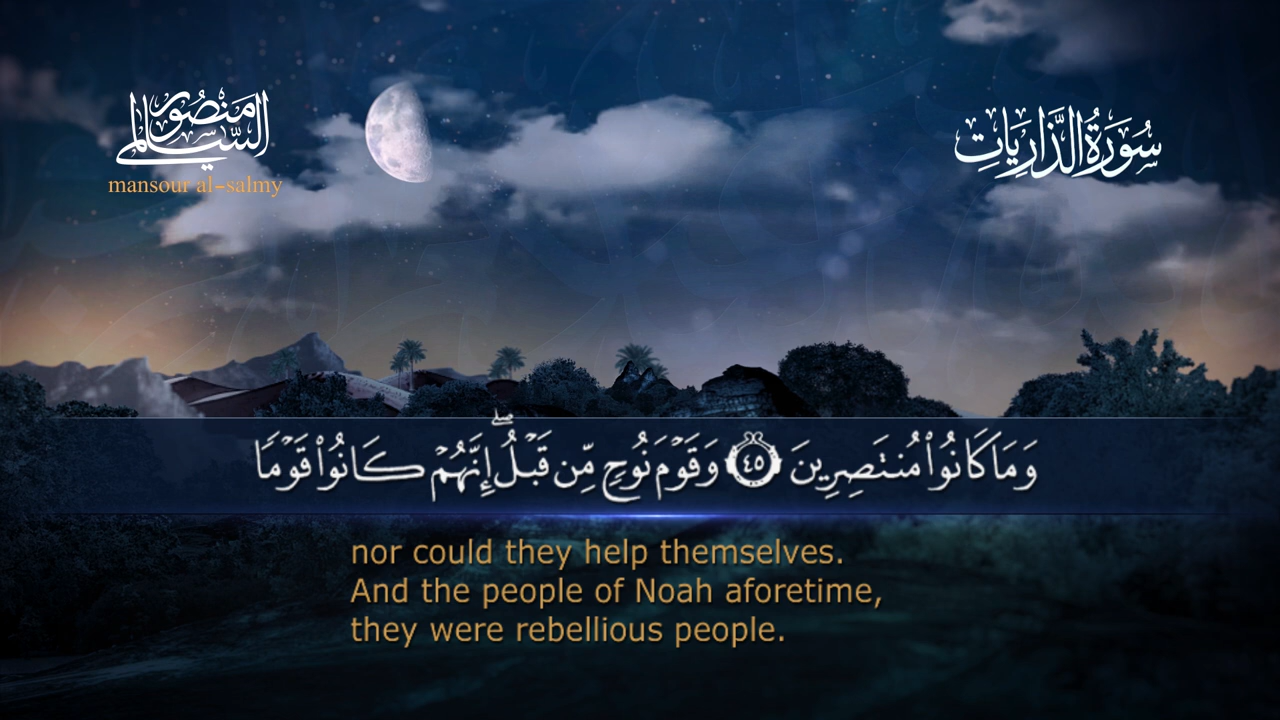 منصور
السالمي
mansour al-salmy
سُورَةُ الذَّارِيَاتِ
وَمَا كَانُوا۟ مُنتَصِرِينَ ٤٥ وَقَوْمَ نُوحٍ مِّن قَبْلُ ۖ إِنَّهُمْ كَانُوا۟ قَوْمًا
nor could they help themselves.
And the people of Noah aforetime,
they were rebellious people.